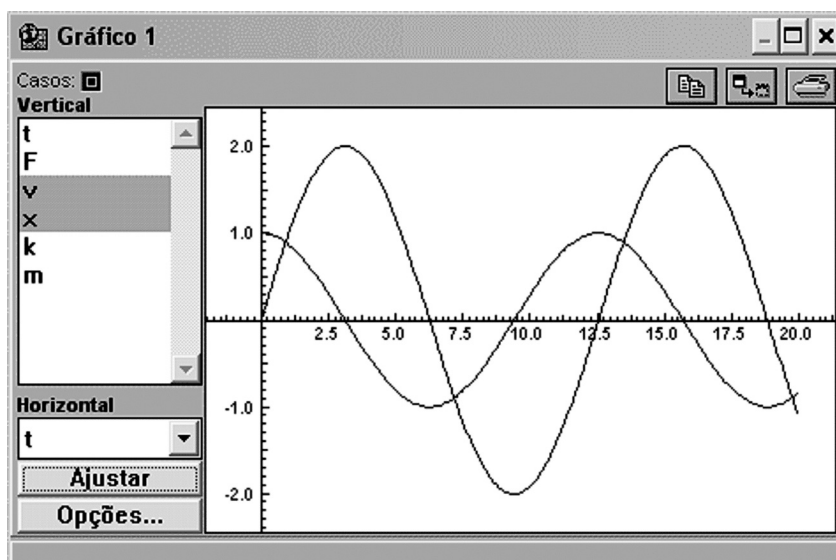 Gráfico 1
Casos:
Vertical
t
F
v
x
k
m
Horizontal
t
Ajustar
Opções...
2.0
1.0
-1.0
-2.0
2.5 5.0 7.5 10.0 12.5 15.0 17.5 20.0